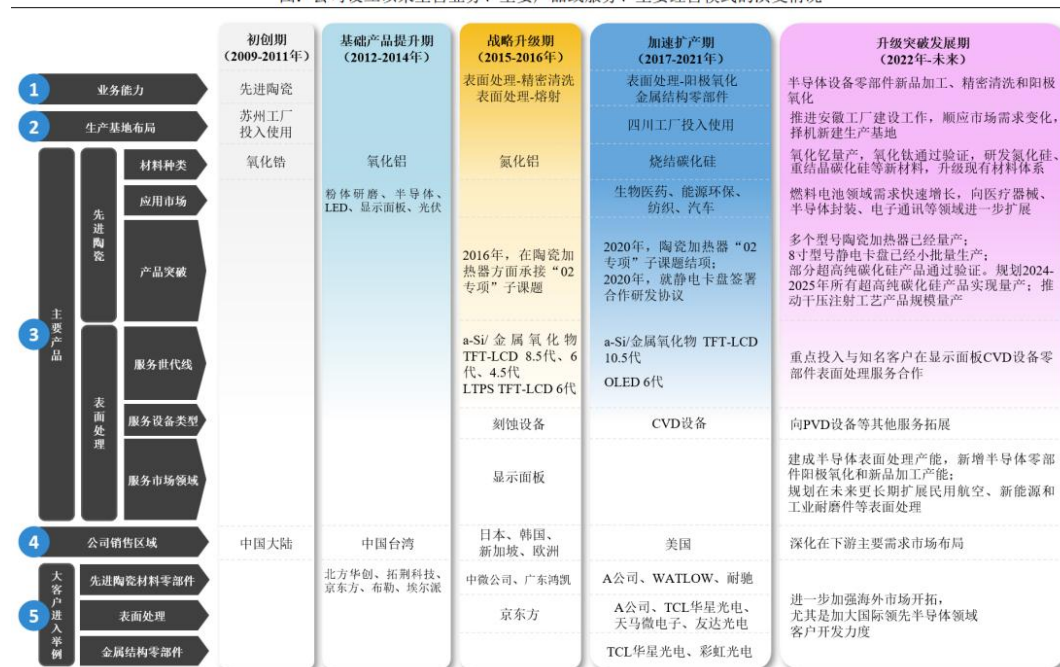 初创期
(2009-2011年)
基础产品提升期
(2012-2014年)
战略升级期
(2015-2016年)
加速扩产期
(2017-2021年)
升级突破发展期
(2022年-未来)
1
业务能力
先进陶瓷
表面处理-精密清洗
表面处理-熔射
表面处理-阳极氧化
金属结构零部件
半导体设备零部件新品加工、精密清洗和阳极
氧化
2
生产基地布局
苏州工厂
投入使用
四川工厂投入使用
推进安徽工厂建设工作，顺应市场需求变化，
择机新建生产基地
3
主要产品
先进陶瓷
材料种类
氧化锆
氧化铝
氮化铝
烧结碳化硅
氧化钇量产，氧化钛通过验证，研发氮化硅、
重结晶碳化硅等新材料，升级现有材料体系
应用市场
粉体研磨、半导体、
LED、显示面板、光伏
生物医药、能源环保、
纺织、汽车
燃料电池领域需求快速增长，向医疗器械、
半导体封装、电子通讯等领域进一步扩展
产品突破
2016年，在陶瓷加
热器方面承接“02
专项”子课题
2020年，陶瓷加热器“02
专项”子课题结项；
2020年，就静电卡盘签署
合作研发协议
多个型号陶瓷加热器已经量产；
8寸型号静电卡盘已经小批量生产；
部分超高纯碳化硅产品通过验证。规划2024-
2025年所有超高纯碳化硅产品实现量产；推
动干压注射工艺产品规模量产
表面处理
服务世代线
a-Si/金属氧化物
TFT-LCD 8.5代、6
代、4.5代
LTPS TFT-LCD 6代
a-Si/金属氧化物 TFT-LCD
10.5代
OLED 6代
重点投入与知名客户在显示面板CVD设备零
部件表面处理服务合作
服务设备类型
刻蚀设备
CVD设备
向PVD设备等其他服务拓展
服务市场领域
显示面板
建成半导体表面处理产能，新增半导体零部
件阳极氧化和新品加工产能；
规划在未来更长期扩展民用航空、新能源和
工业耐磨件等表面处理
4
公司销售区域
中国大陆
中国台湾
日本、韩国、
新加坡、欧洲
美国
深化在下游主要需求市场布局
5
大客户进入举例
先进陶瓷材料零部件
北方华创、拓荆科技、
京东方、布勒、埃尔派
中微公司、广东鸿凯
A公司、WATLOW、耐驰
进一步加强海外市场开拓，
尤其是加大国际领先半导体领域
客户开发力度
表面处理
京东方
A公司、TCL华星光电、
天马微电子、友达光电
金属结构零部件
TCL华星光电、彩虹光电